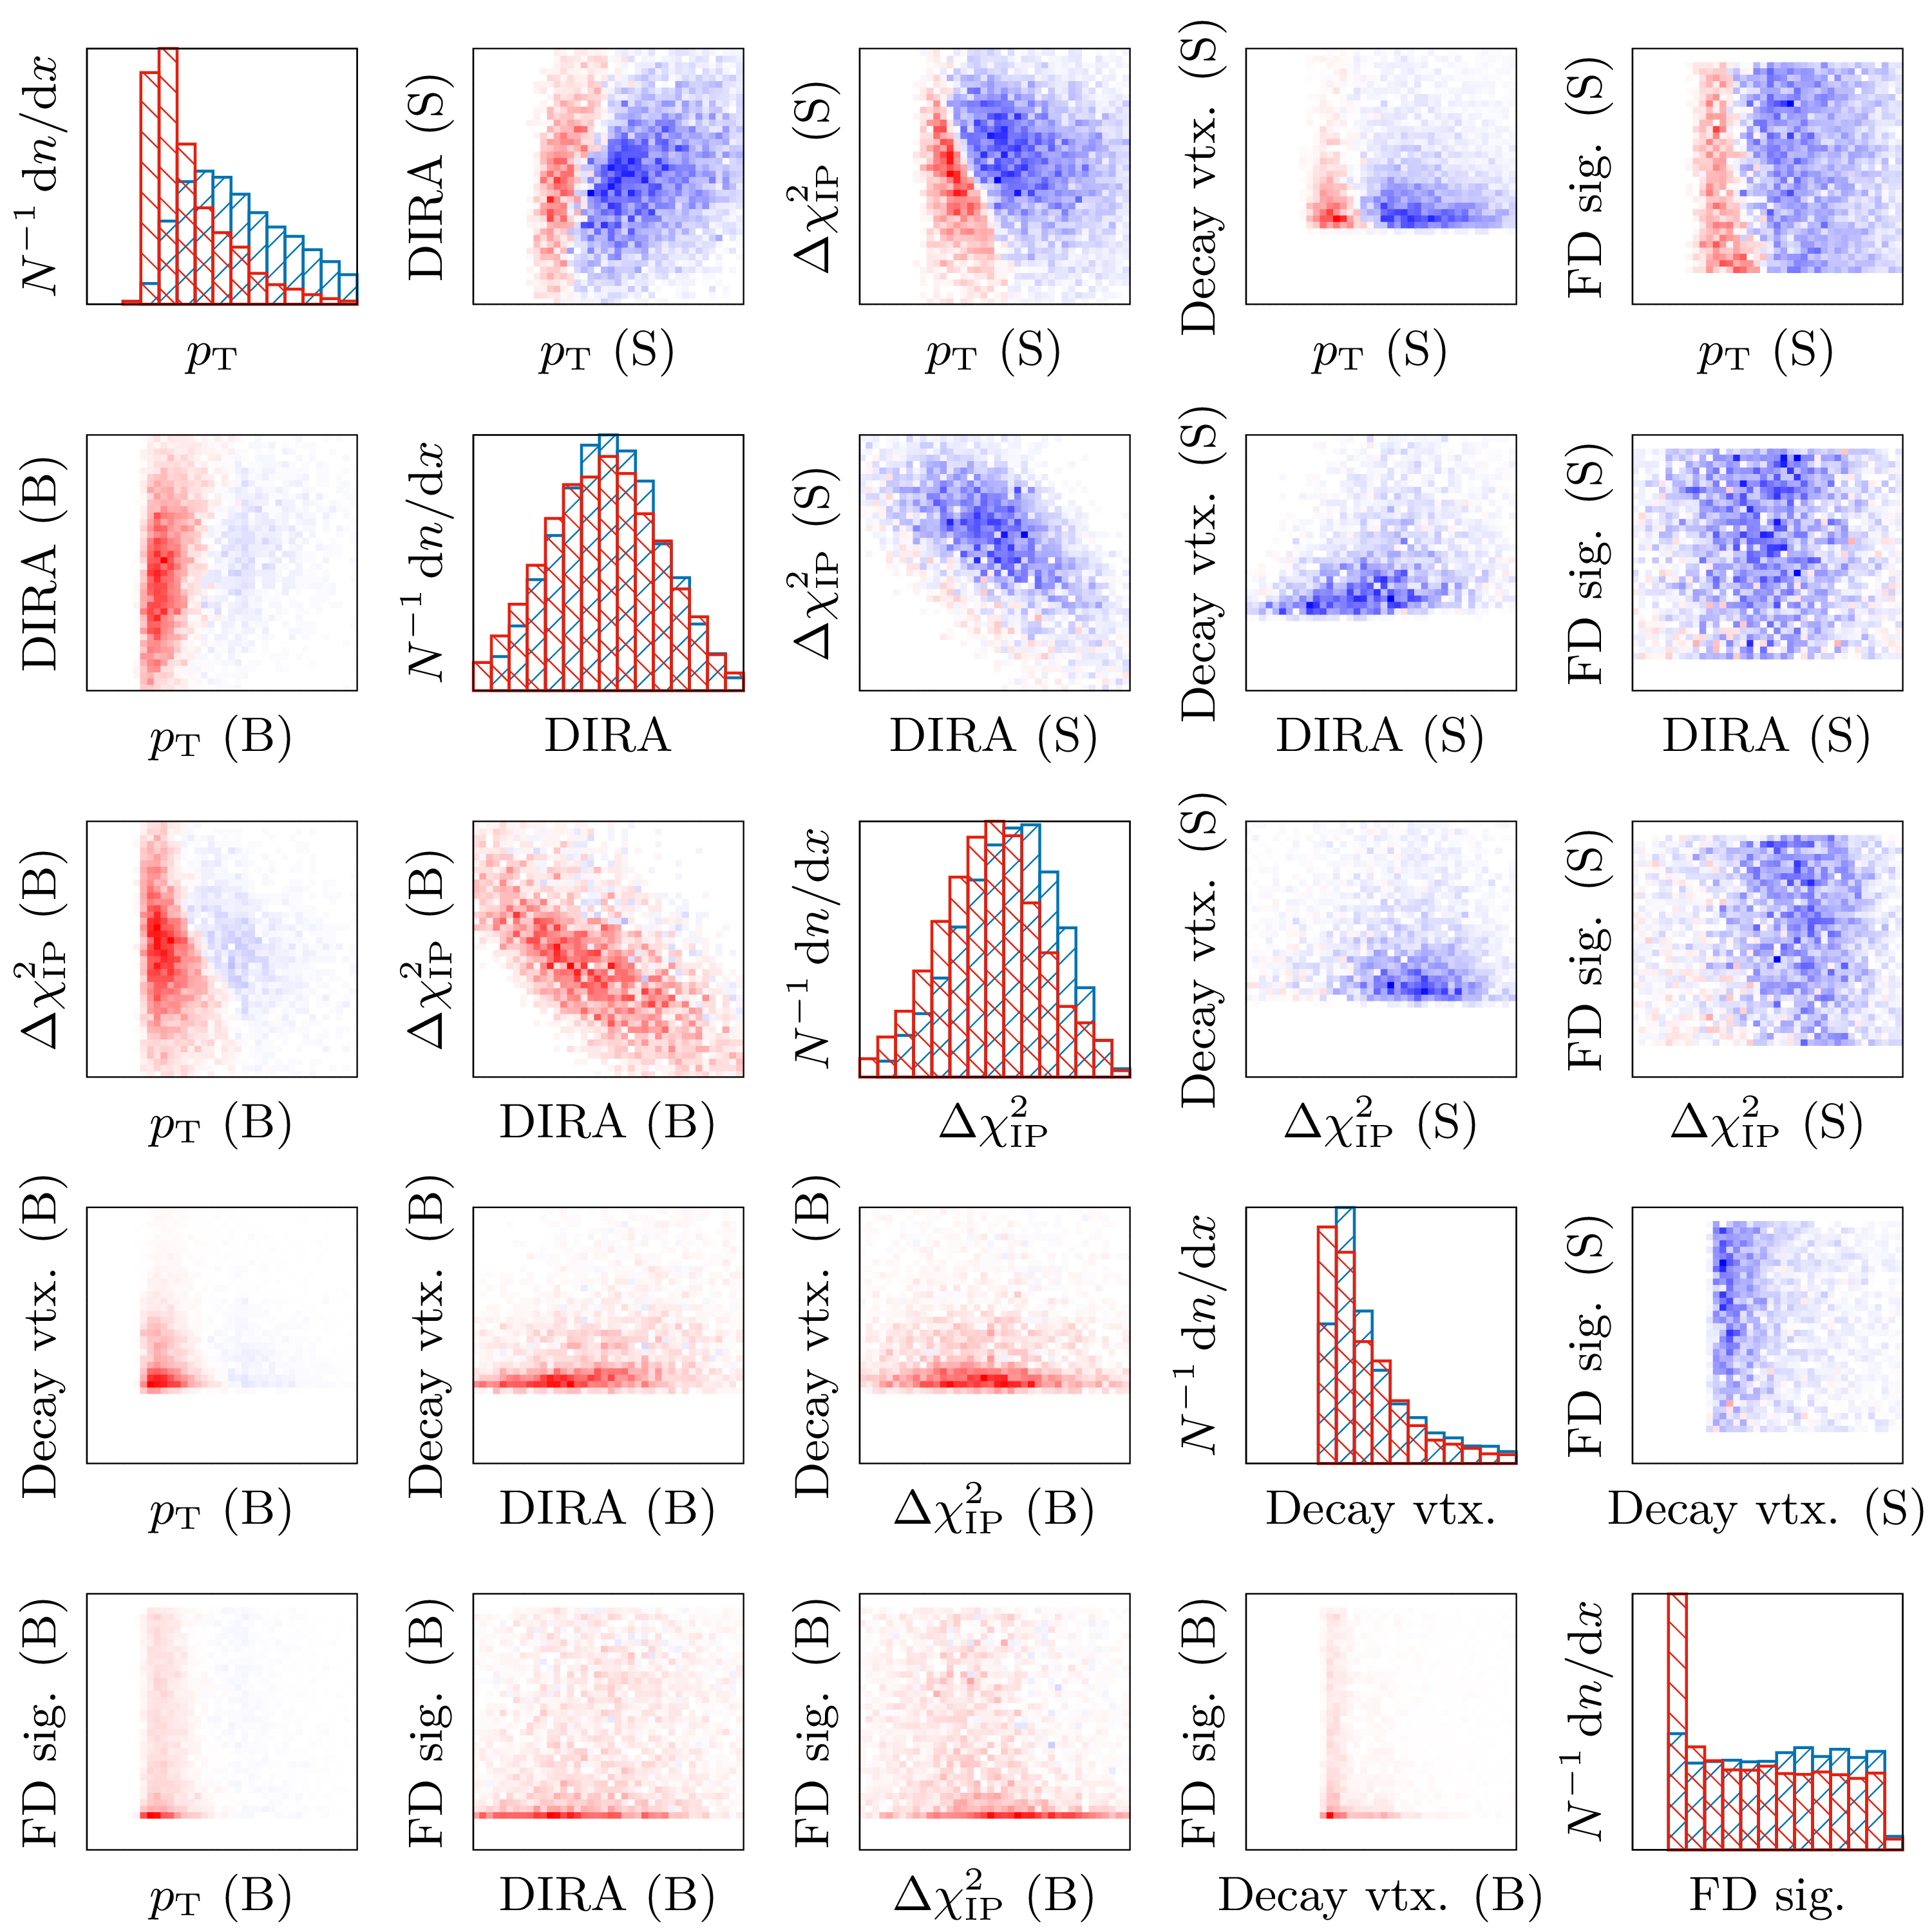 N⁻¹ dn/dx
p_T
DIRA (S)
p_T (S)
Δχ²_IP (S)
p_T (S)
Decay vtx. (S)
p_T (S)
FD sig. (S)
p_T (S)
DIRA (B)
p_T (B)
N⁻¹ dn/dx
DIRA
Δχ²_IP (S)
DIRA (S)
Decay vtx. (S)
DIRA (S)
FD sig. (S)
DIRA (S)
Δχ²_IP (B)
p_T (B)
Δχ²_IP (B)
DIRA (B)
N⁻¹ dn/dx
Δχ²_IP
Decay vtx. (S)
Δχ²_IP (S)
FD sig. (S)
Δχ²_IP (S)
Decay vtx. (B)
p_T (B)
Decay vtx. (B)
DIRA (B)
Decay vtx. (B)
Δχ²_IP (B)
N⁻¹ dn/dx
Decay vtx.
FD sig. (S)
Decay vtx. (S)
FD sig. (B)
p_T (B)
FD sig. (B)
DIRA (B)
FD sig. (B)
Δχ²_IP (B)
FD sig. (B)
Decay vtx. (B)
N⁻¹ dn/dx
FD sig.